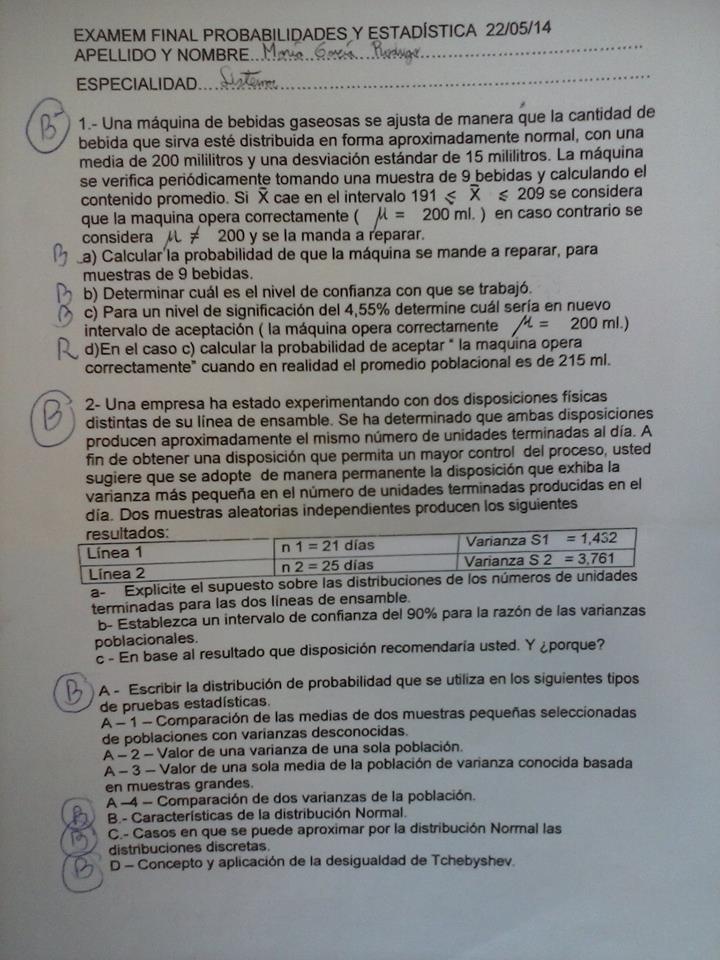 EXAMEM FINAL PROBABILIDADES Y ESTADÍSTICA 22/05/14
APELLIDO Y NOMBRE....María García Rodrigo....
ESPECIALIDAD....Sistemas....
B⁻
1.- Una máquina de bebidas gaseosas se ajusta de manera que la cantidad de
bebida que sirva esté distribuida en forma aproximadamente normal, con una
media de 200 mililitros y una desviación estándar de 15 mililitros. La máquina
se verifica periódicamente tomando una muestra de 9 bebidas y calculando el
contenido promedio. Si X̄ cae en el intervalo 191 ⩽ X̄ ⩽ 209 se considera
que la maquina opera correctamente ( μ = 200 ml. ) en caso contrario se
considera μ ≠ 200 y se la manda a reparar.
B a) Calcular la probabilidad de que la máquina se mande a reparar, para
muestras de 9 bebidas.
B b) Determinar cuál es el nivel de confianza con que se trabajó.
B c) Para un nivel de significación del 4,55% determine cuál sería en nuevo
intervalo de aceptación ( la máquina opera correctamente μ = 200 ml.)
R d)En el caso c) calcular la probabilidad de aceptar " la maquina opera
correctamente" cuando en realidad el promedio poblacional es de 215 ml.
B
2- Una empresa ha estado experimentando con dos disposiciones físicas
distintas de su línea de ensamble. Se ha determinado que ambas disposiciones
producen aproximadamente el mismo número de unidades terminadas al día. A
fin de obtener una disposición que permita un mayor control del proceso, usted
sugiere que se adopte de manera permanente la disposición que exhiba la
varianza más pequeña en el número de unidades terminadas producidas en el
día. Dos muestras aleatorias independientes producen los siguientes
resultados:
Línea 1 n 1 = 21 días Varianza S1 = 1,432
Línea 2 n 2 = 25 días Varianza S 2 = 3,761
a- Explicite el supuesto sobre las distribuciones de los números de unidades
terminadas para las dos líneas de ensamble.
b- Establezca un intervalo de confianza del 90% para la razón de las varianzas
poblacionales.
c - En base al resultado que disposición recomendaría usted. Y ¿porque?
B A - Escribir la distribución de probabilidad que se utiliza en los siguientes tipos
de pruebas estadísticas.
A – 1 – Comparación de las medias de dos muestras pequeñas seleccionadas
de poblaciones con varianzas desconocidas.
A – 2 – Valor de una varianza de una sola población.
A – 3 – Valor de una sola media de la población de varianza conocida basada
en muestras grandes.
A –4 – Comparación de dos varianzas de la población.
B B.- Características de la distribución Normal.
B C.- Casos en que se puede aproximar por la distribución Normal las
distribuciones discretas.
B D – Concepto y aplicación de la desigualdad de Tchebyshev.